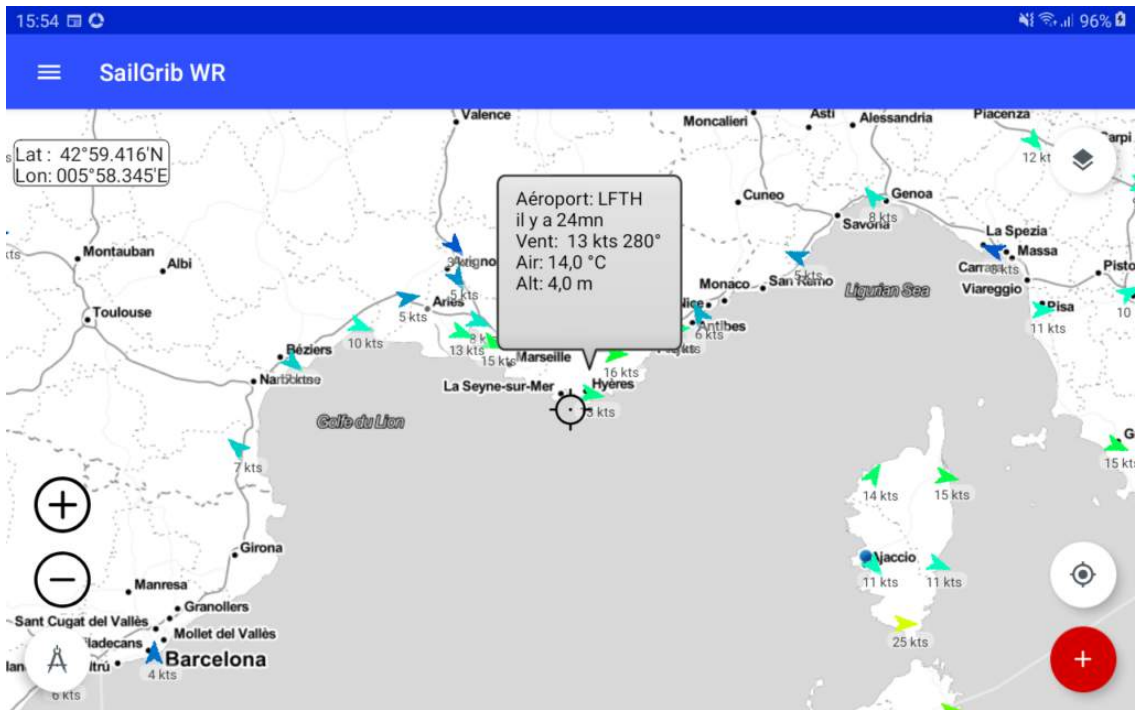 15:54
96%
SailGrib WR
Lat : 42°59.416'N
Lon: 005°58.345'E
Valence
Moncalieri
Asti
Alessandria
Piacenza
12 kt
Aéroport: LFTH
il y a 24mn
Vent: 13 kts 280°
Air: 14,0 °C
Alt: 4,0 m
Cuneo
Genoa
8 kts
Savona
La Spezia
Massa
Viareggio
Montauban
Albi
Toulouse
Arles
5 kts
5 kts
5 kts
Monaco
San Remo
Ligurian Sea
Pisa
11 kts
10
Antibes
6 kts
10 kts
8 k
13 kts
15 kts
Marseille
16 kts
Béziers
Narbonne
La Seyne-sur-Mer
Hyères
13 kts
Golfe du Lion
7 kts
15 kts
14 kts
15 kts
Girona
Ajaccio
11 kts
11 kts
Manresa
Granollers
Sant Cugat del Vallès
Mollet del Vallès
Barcelona
4 kts
6 kts
25 kts